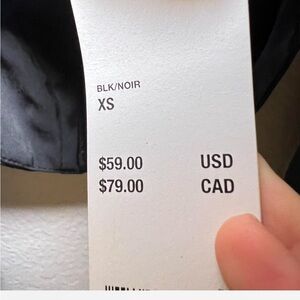 BLK/NOIR
XS
$59.00 USD
$79.00 CAD